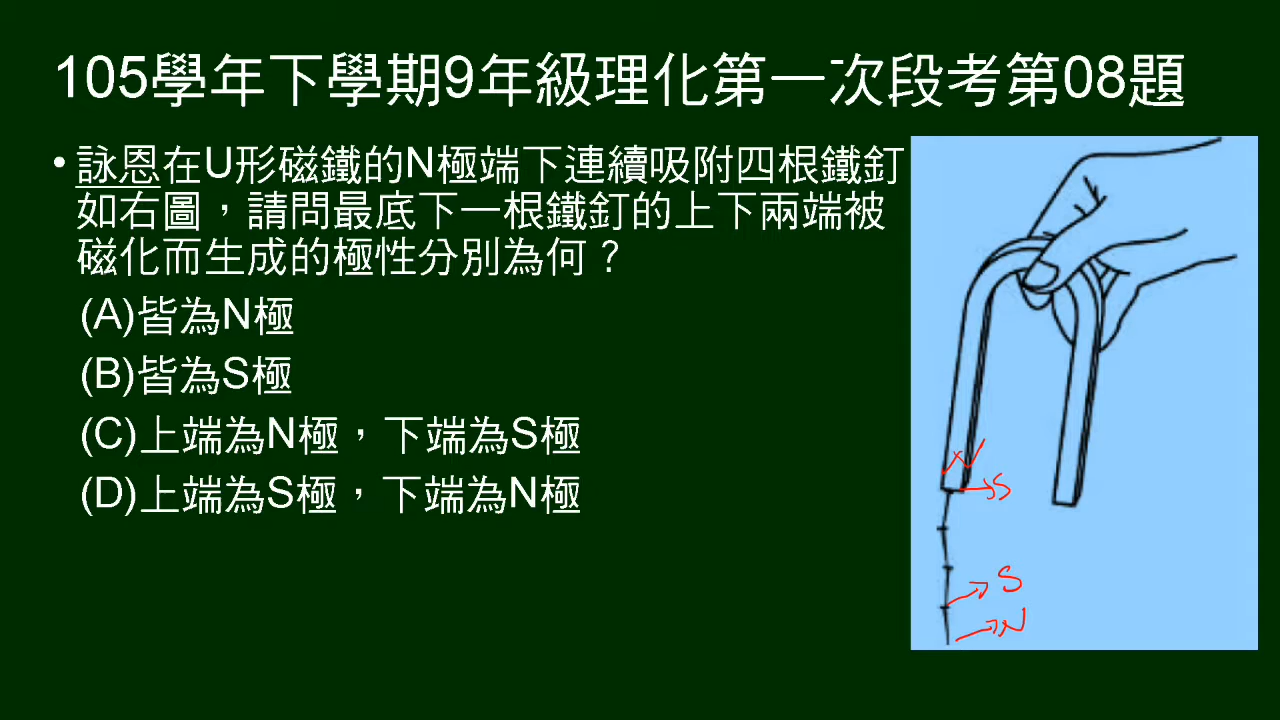 105學年下學期9年級理化第一次段考第08題
• 詠恩在U形磁鐵的N極端下連續吸附四根鐵釘
如右圖，請問最底下一根鐵釘的上下兩端被
磁化而生成的極性分別為何？
(A)皆為N極
(B)皆為S極
(C)上端為N極，下端為S極
(D)上端為S極，下端為N極
N
S
S
N